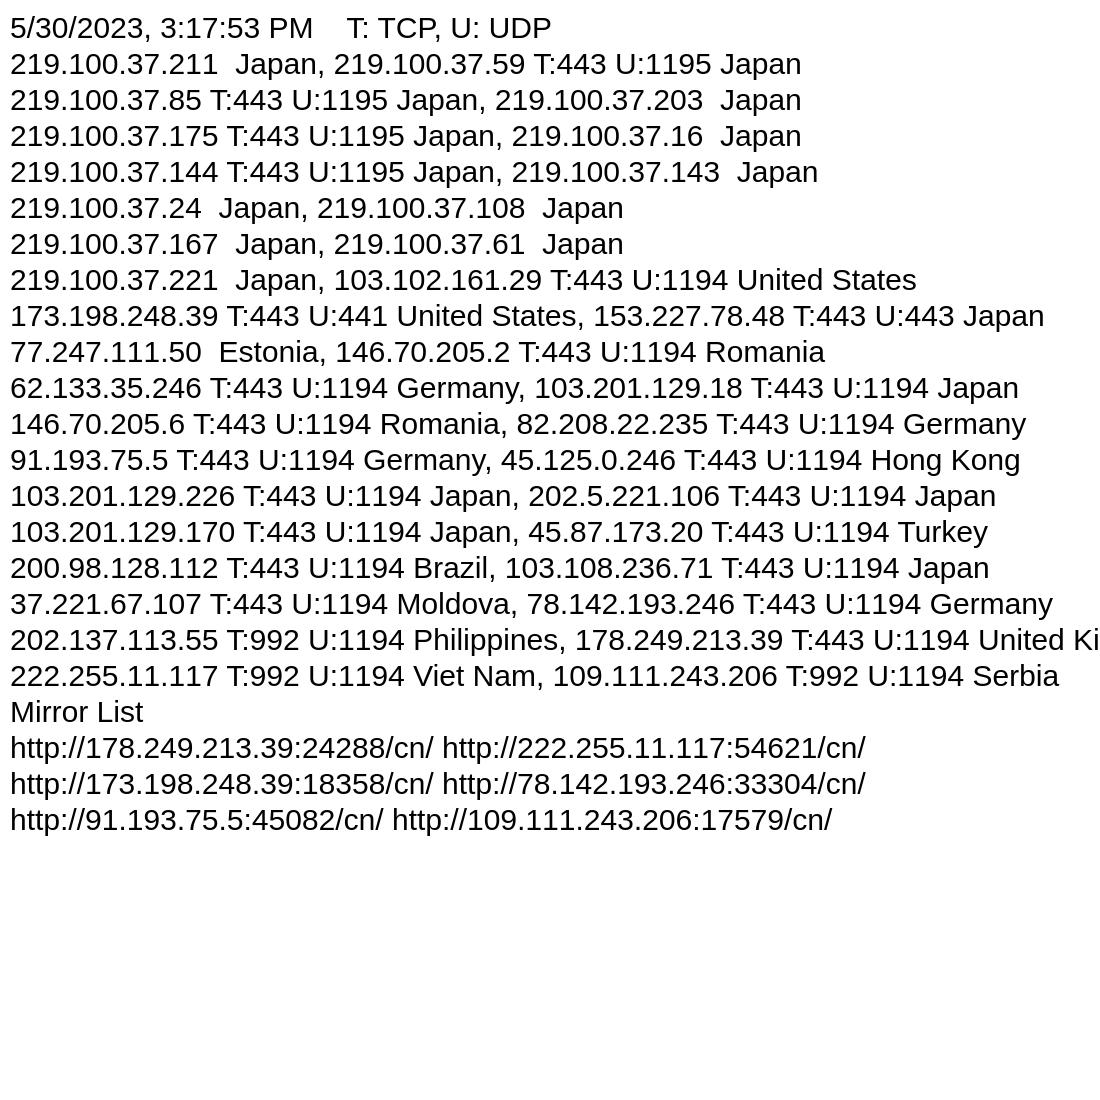 5/30/2023, 3:17:53 PM    T: TCP, U: UDP
219.100.37.211  Japan, 219.100.37.59 T:443 U:1195 Japan
219.100.37.85 T:443 U:1195 Japan, 219.100.37.203  Japan
219.100.37.175 T:443 U:1195 Japan, 219.100.37.16  Japan
219.100.37.144 T:443 U:1195 Japan, 219.100.37.143  Japan
219.100.37.24  Japan, 219.100.37.108  Japan
219.100.37.167  Japan, 219.100.37.61  Japan
219.100.37.221  Japan, 103.102.161.29 T:443 U:1194 United States
173.198.248.39 T:443 U:441 United States, 153.227.78.48 T:443 U:443 Japan
77.247.111.50  Estonia, 146.70.205.2 T:443 U:1194 Romania
62.133.35.246 T:443 U:1194 Germany, 103.201.129.18 T:443 U:1194 Japan
146.70.205.6 T:443 U:1194 Romania, 82.208.22.235 T:443 U:1194 Germany
91.193.75.5 T:443 U:1194 Germany, 45.125.0.246 T:443 U:1194 Hong Kong
103.201.129.226 T:443 U:1194 Japan, 202.5.221.106 T:443 U:1194 Japan
103.201.129.170 T:443 U:1194 Japan, 45.87.173.20 T:443 U:1194 Turkey
200.98.128.112 T:443 U:1194 Brazil, 103.108.236.71 T:443 U:1194 Japan
37.221.67.107 T:443 U:1194 Moldova, 78.142.193.246 T:443 U:1194 Germany
202.137.113.55 T:992 U:1194 Philippines, 178.249.213.39 T:443 U:1194 United Ki
222.255.11.117 T:992 U:1194 Viet Nam, 109.111.243.206 T:992 U:1194 Serbia
Mirror List
http://178.249.213.39:24288/cn/ http://222.255.11.117:54621/cn/
http://173.198.248.39:18358/cn/ http://78.142.193.246:33304/cn/
http://91.193.75.5:45082/cn/ http://109.111.243.206:17579/cn/